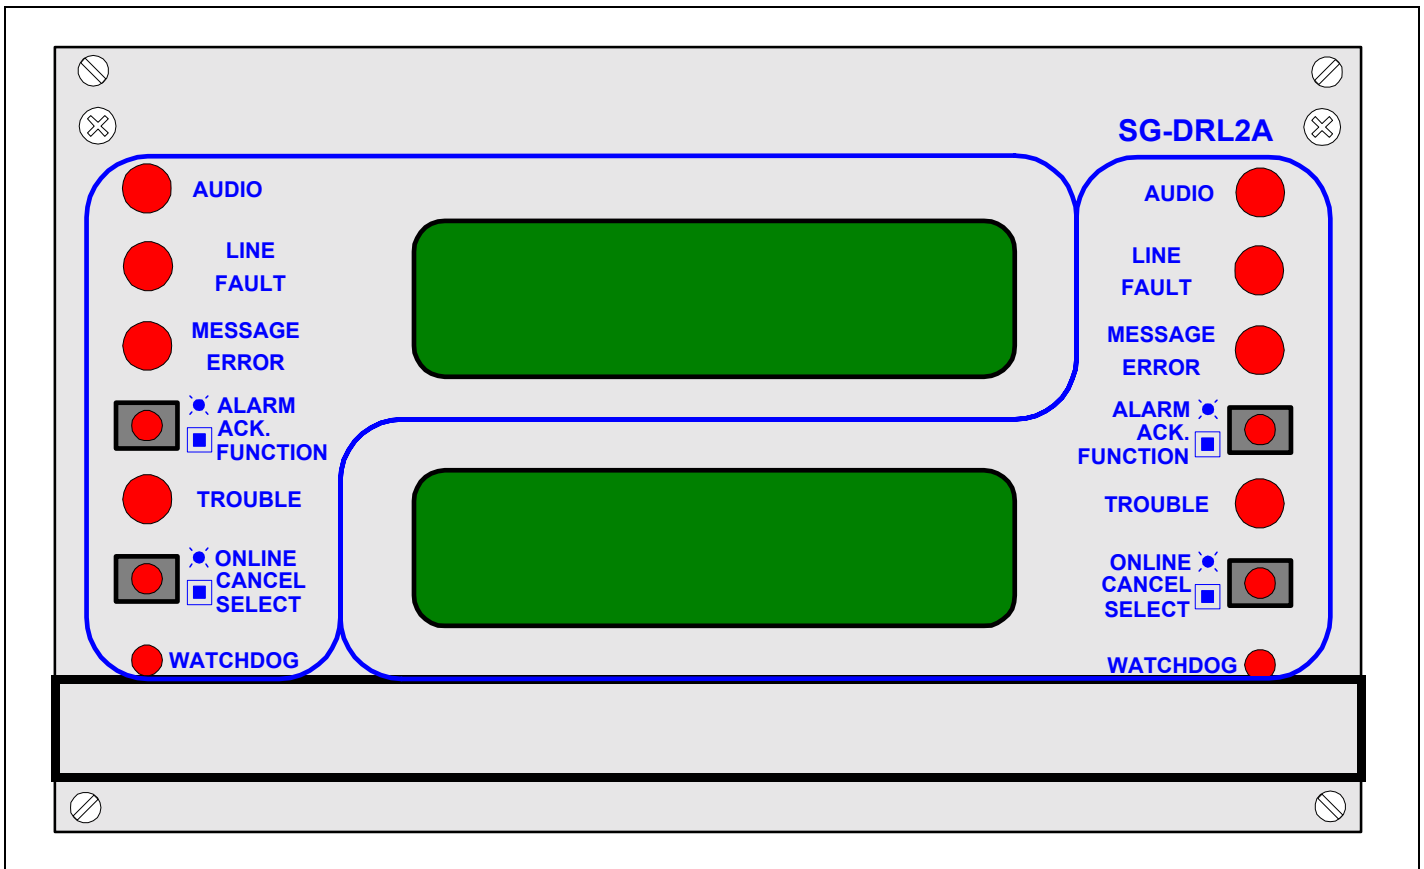 SG-DRL2A
AUDIO
LINE
FAULT
MESSAGE
ERROR
ALARM
ACK.
FUNCTION
TROUBLE
ONLINE
CANCEL
SELECT
WATCHDOG
AUDIO
LINE
FAULT
MESSAGE
ERROR
ALARM
ACK.
FUNCTION
TROUBLE
ONLINE
CANCEL
SELECT
WATCHDOG